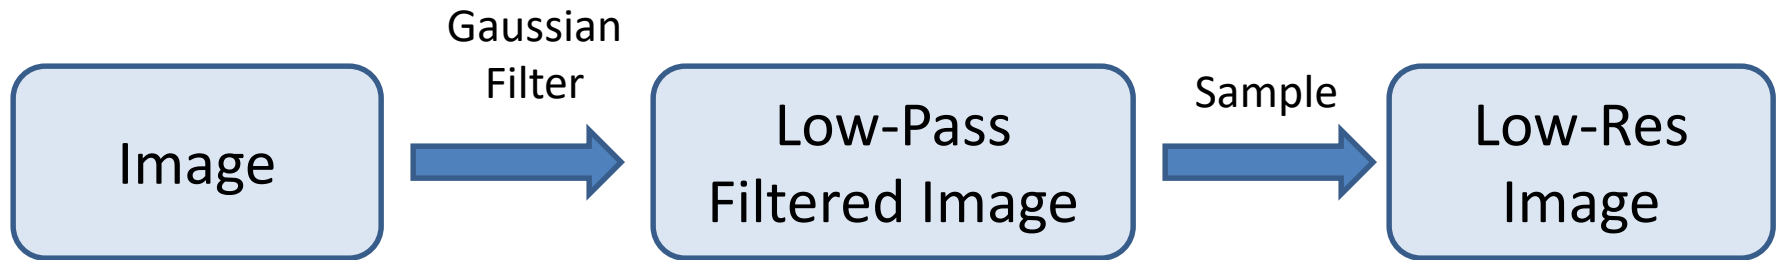 Image
Gaussian
Filter
Low-Pass
Filtered Image
Sample
Low-Res
Image